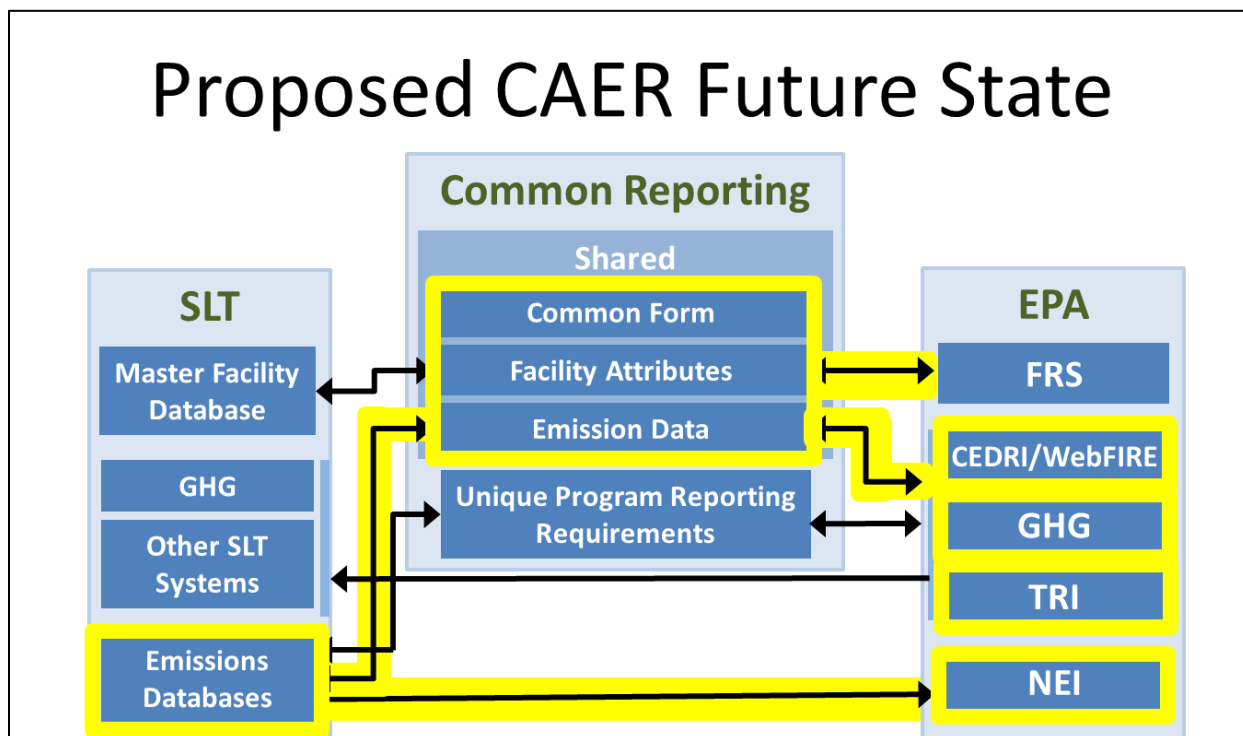 Proposed CAER Future State
Common Reporting
Shared
Common Form
Facility Attributes
Emission Data
Unique Program Reporting
Requirements
SLT
Master Facility
Database
GHG
Other SLT
Systems
Emissions
Databases
EPA
FRS
CEDRI/WebFIRE
GHG
TRI
NEI